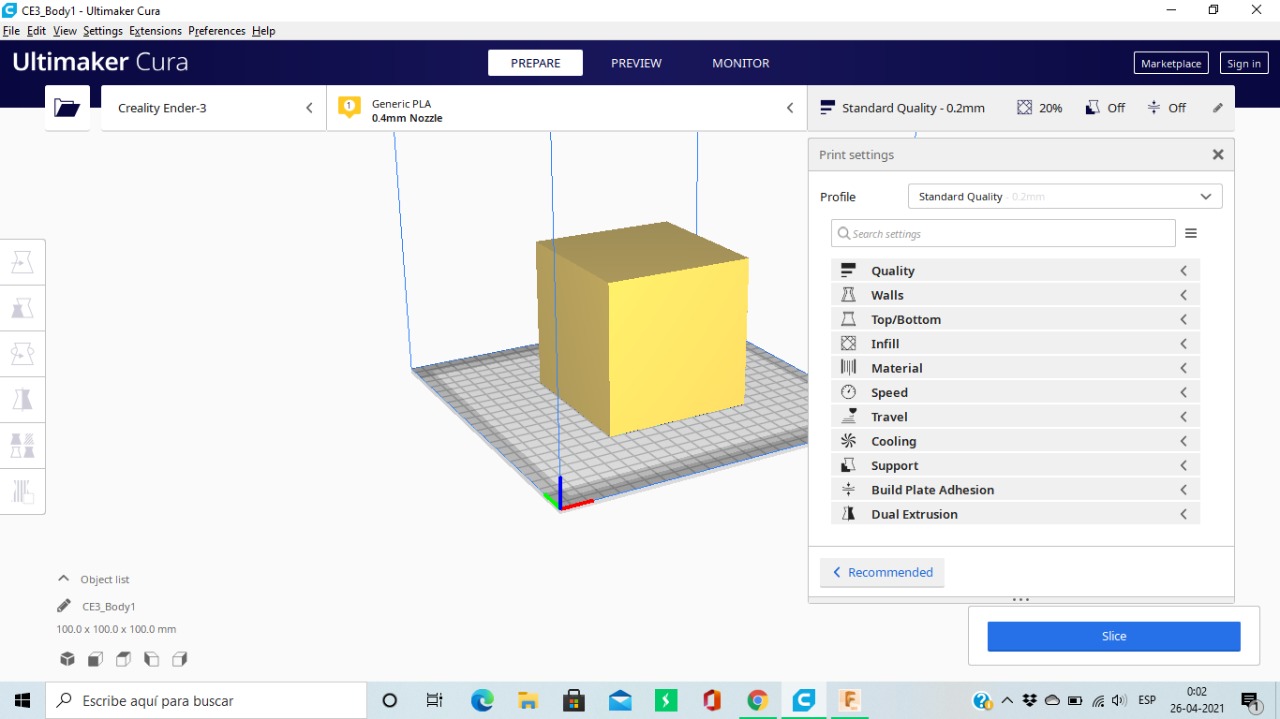 CE3_Body1 - Ultimaker Cura
File Edit View Settings Extensions Preferences Help
Ultimaker Cura
PREPARE
PREVIEW
MONITOR
Marketplace
Sign in
Creality Ender-3
1
Generic PLA
0.4mm Nozzle
Standard Quality - 0.2mm
20%
Off
Off
Print settings
Profile
Standard Quality - 0.2mm
Search settings
Quality
Walls
Top/Bottom
Infill
Material
Speed
Travel
Cooling
Support
Build Plate Adhesion
Dual Extrusion
Recommended
Object list
CE3_Body1
100.0 x 100.0 x 100.0 mm
Slice
Escribe aquí para buscar
ESP
0:02
26-04-2021
1